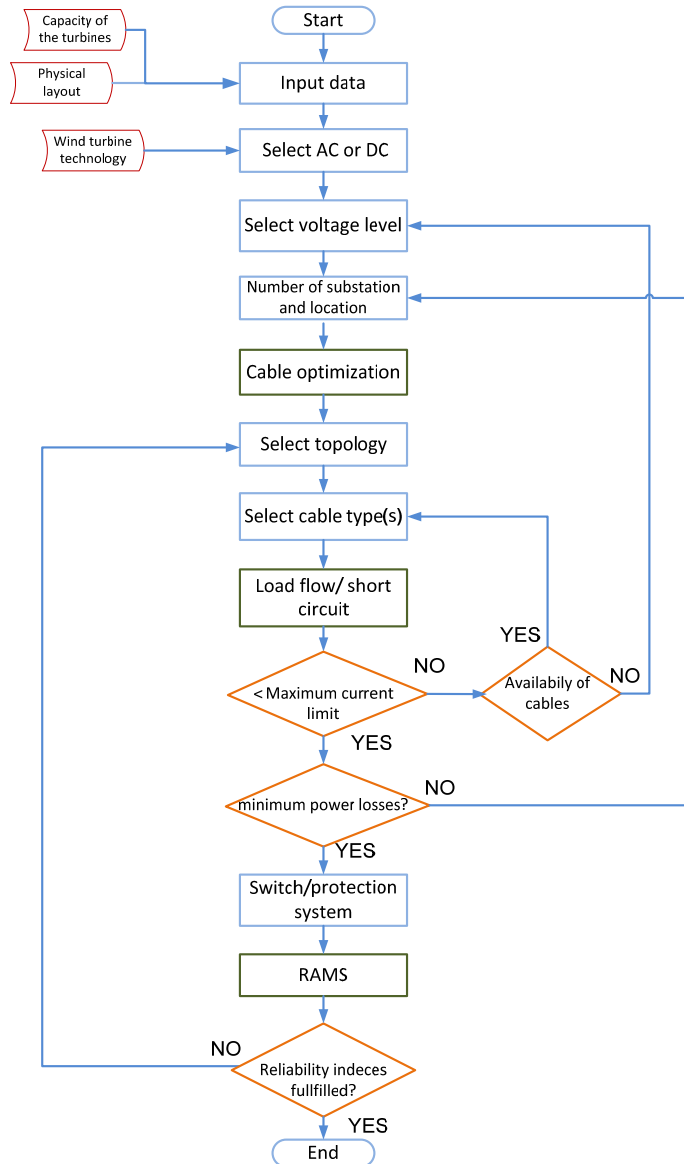 Start
Capacity of
the turbines
Physical
layout
Input data
Wind turbine
technology
Select AC or DC
Select voltage level
Number of substation
and location
Cable optimization
Select topology
Select cable type(s)
Load flow/ short
circuit
YES
NO
NO
< Maximum current
limit
Availabily of
cables
YES
NO
minimum power losses?
YES
Switch/protection
system
RAMS
NO
Reliability indeces
fullfilled?
YES
End